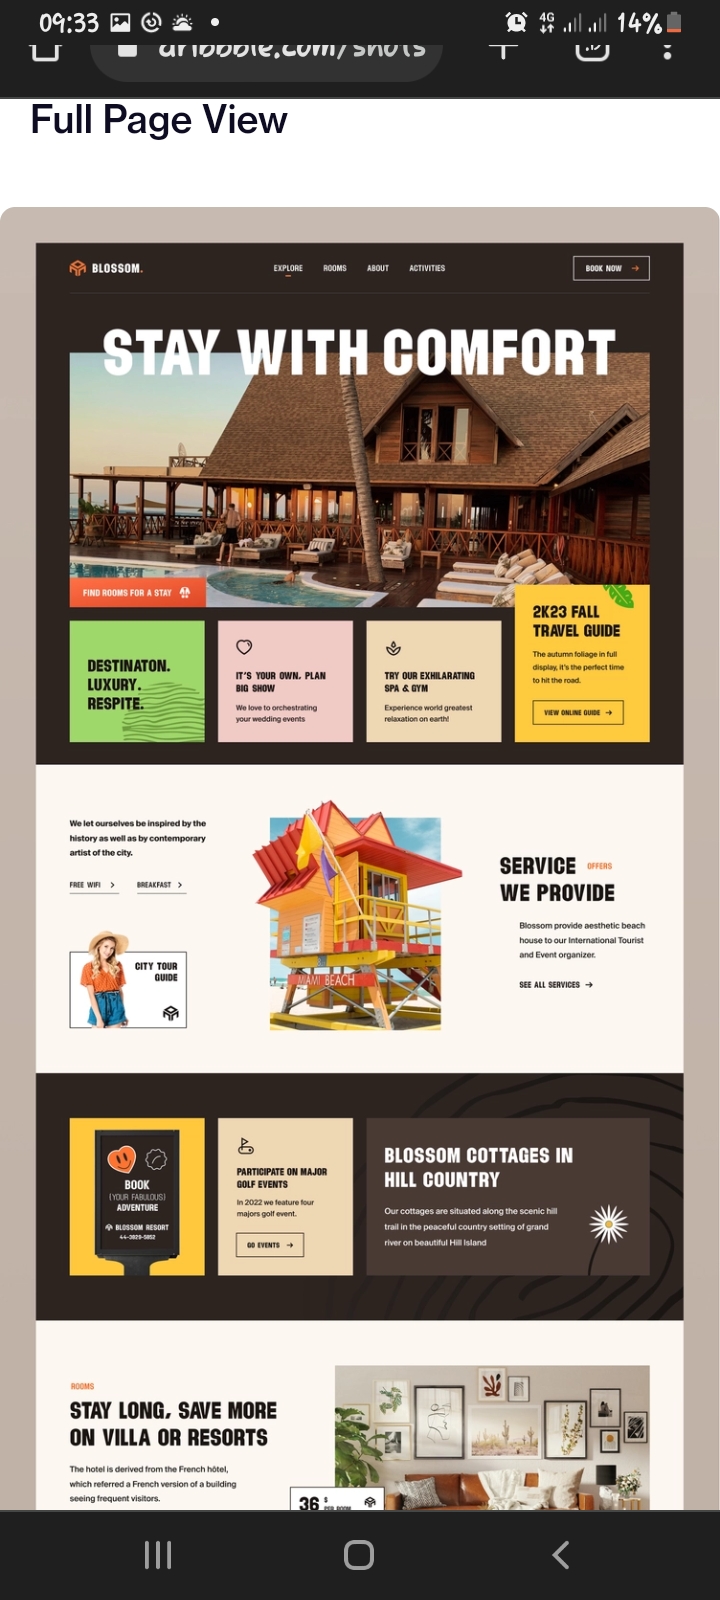 09:33
4G
14%
dribbble.com/shots
Full Page View
BLOSSOM.
EXPLORE
ROOMS
ABOUT
ACTIVITIES
BOOK NOW
STAY WITH COMFORT
FIND ROOMS FOR A STAY
DESTINATON.
LUXURY.
RESPITE.
IT'S YOUR OWN, PLAN
BIG SHOW
We love to orchestrating
your wedding events
TRY OUR EXHILARATING
SPA & GYM
Experience world greatest
relaxation on earth!
2K23 FALL
TRAVEL GUIDE
The autumn foliage in full
display, it's the perfect time
to hit the road.
VIEW ONLINE GUIDE
We let ourselves be inspired by the
history as well as by contemporary
artist of the city.
FREE WIFI
BREAKFAST
CITY TOUR
GUIDE
MIAMI BEACH
SERVICE OFFERS
WE PROVIDE
Blossom provide aesthetic beach
house to our International Tourist
and Event organizer.
SEE ALL SERVICES
BOOK
(YOUR FABULOUS)
ADVENTURE
BLOSSOM RESORT
44-3829-5852
PARTICIPATE ON MAJOR
GOLF EVENTS
In 2022 we feature four
majors golf event.
GO EVENTS
BLOSSOM COTTAGES IN
HILL COUNTRY
Our cottages are situated along the scenic hill
trail in the peaceful country setting of grand
river on beautiful Hill Island
ROOMS
STAY LONG, SAVE MORE
ON VILLA OR RESORTS
The hotel is derived from the French hôtel,
which referred a French version of a building
seeing frequent visitors.
36 $
PER ROOM